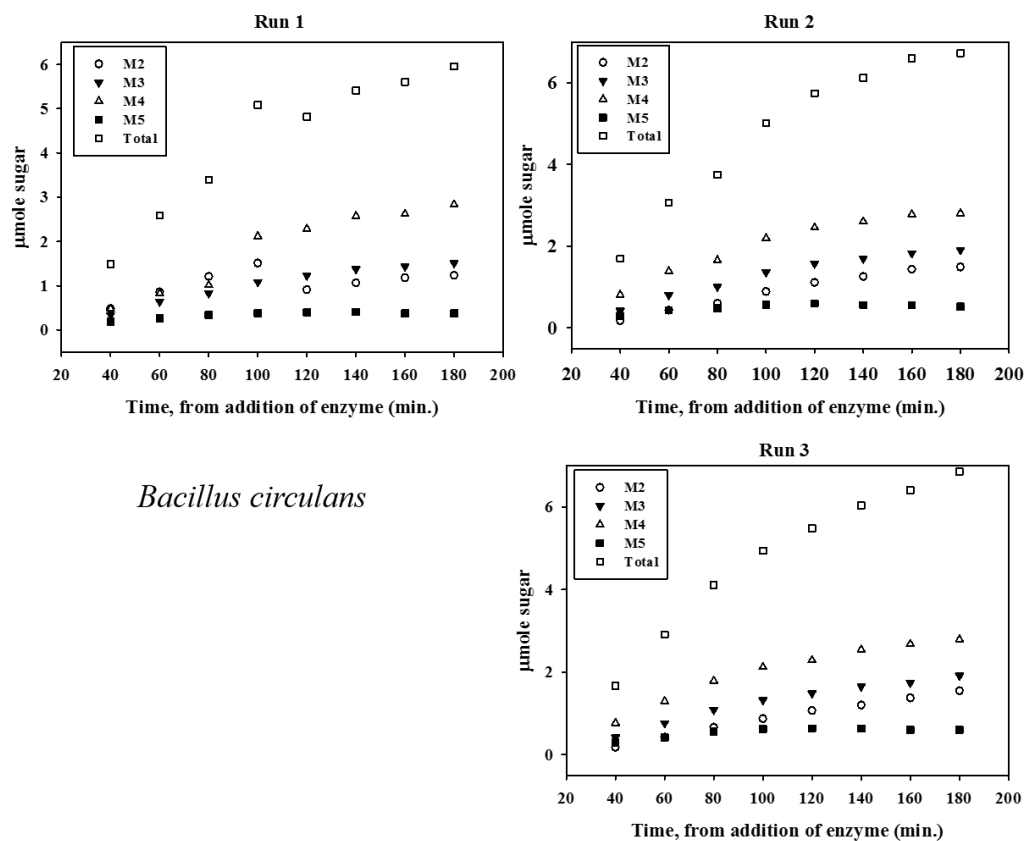 Run 1
M2
M3
M4
M5
Total
6
5
4
3
2
1
0
μmole sugar
20 40 60 80 100 120 140 160 180 200
Time, from addition of enzyme (min.)
Run 2
M2
M3
M4
M5
Total
6
4
2
0
μmole sugar
20 40 60 80 100 120 140 160 180 200
Time, from addition of enzyme (min.)
Bacillus circulans
Run 3
M2
M3
M4
M5
Total
6
4
2
0
μmole sugar
20 40 60 80 100 120 140 160 180 200
Time, from addition of enzyme (min.)